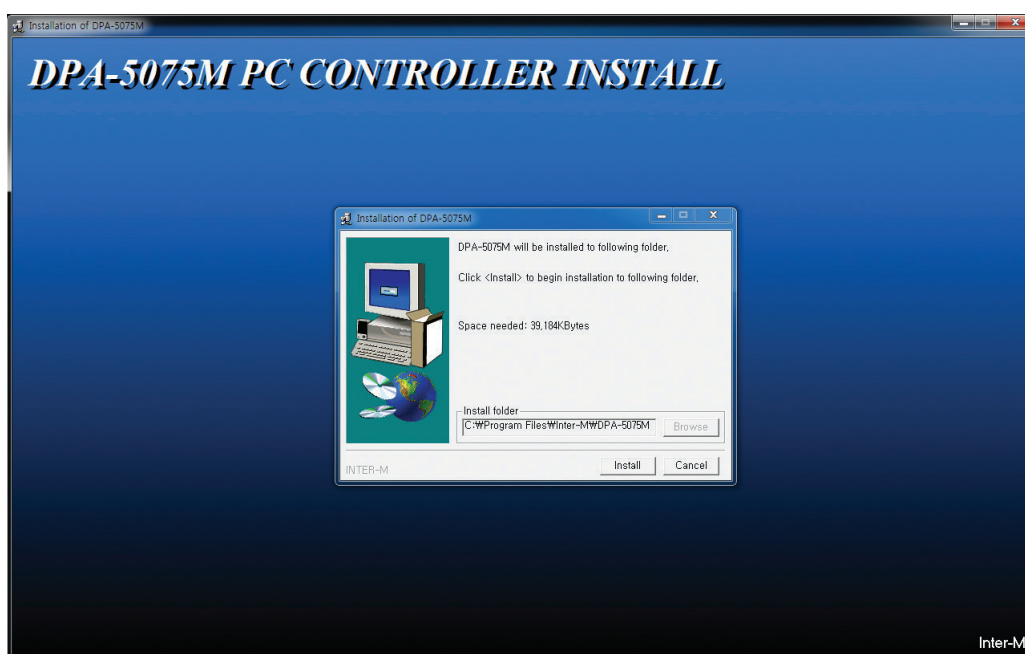 Installation of DPA-5075M
DPA-5075M PC CONTROLLER INSTALL
Installation of DPA-5075M
DPA-5075M will be installed to following folder,
Click <Install> to begin installation to following folder,
Space needed: 39,184KBytes
Install folder
C:₩Program Files₩Inter-M₩DPA-5075M
Browse
INTER-M
Install
Cancel
Inter-M